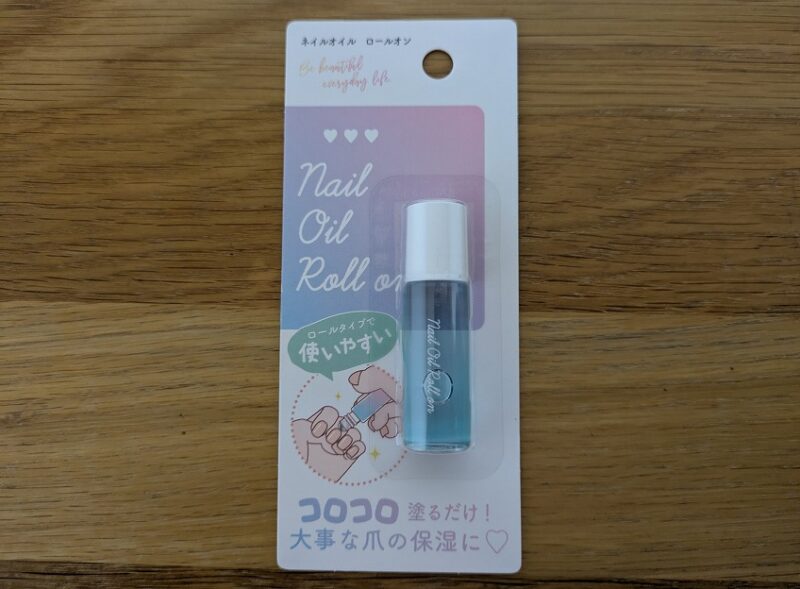 ネイルオイル　ロールオン
Be beautiful
everyday life.
Nail
Oil
Roll on
ロールタイプで
使いやすい
Nail Oil Roll on
コロコロ 塗るだけ！
大事な爪の保湿に♡